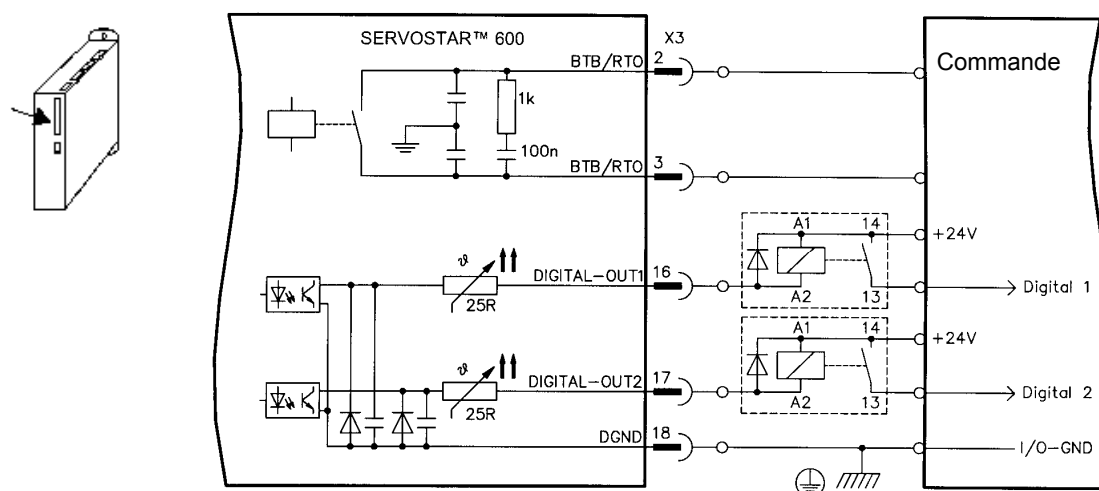 SERVOSTAR™ 600
X3
Commande
BTB/RTO
2
1k
100n
BTB/RTO
3
A1
14
+24V
ϑ
DIGITAL-OUT1
16
25R
A2
13
Digital 1
A1
14
+24V
ϑ
DIGITAL-OUT2
17
25R
A2
13
Digital 2
DGND
18
I/O-GND